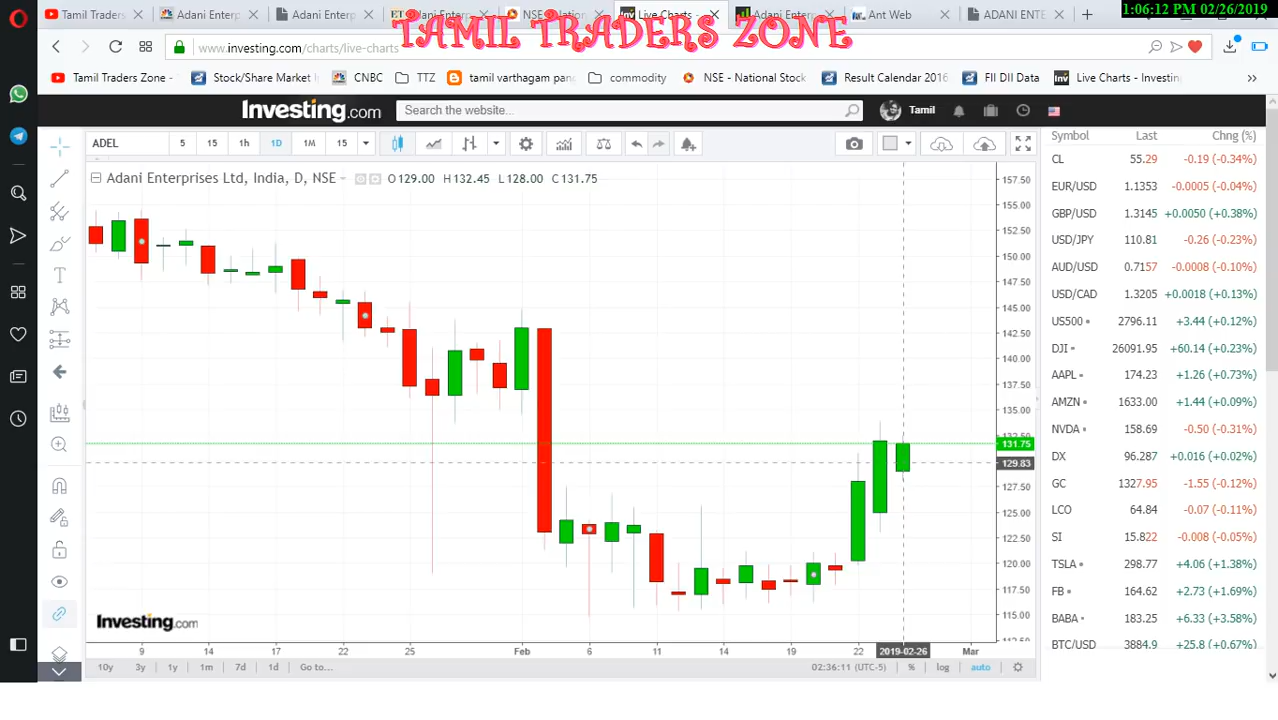 Tamil Traders
Adani Enterp
Adani Enterp
Adani Enterp
NSE - Nation
Live Charts -
Adani Enterp
Ant Web
ADANI ENTE
1:06:12 PM 02/26/2019
TAMIL TRADERS ZONE
www.investing.com/charts/live-charts
Tamil Traders Zone -
Stock/Share Market I
CNBC
TTZ
tamil varthagam pan
commodity
NSE - National Stock
Result Calendar 2016
FII DII Data
Live Charts - Investin
Investing.com
Search the website...
Tamil
ADEL 5 15 1h 1D 1M 15
Symbol Last Chng (%)
Adani Enterprises Ltd, India, D, NSE O129.00 H132.45 L128.00 C131.75
CL 55.29 -0.19 (-0.34%)
EUR/USD 1.1353 -0.0005 (-0.04%)
GBP/USD 1.3145 +0.0050 (+0.38%)
USD/JPY 110.81 -0.26 (-0.23%)
AUD/USD 0.7157 -0.0008 (-0.10%)
USD/CAD 1.3205 +0.0018 (+0.13%)
US500 2796.11 +3.44 (+0.12%)
DJI 26091.95 +60.14 (+0.23%)
AAPL 174.23 +1.26 (+0.73%)
AMZN 1633.00 +1.44 (+0.09%)
NVDA 158.69 -0.50 (-0.31%)
DX 96.287 +0.016 (+0.02%)
GC 1327.95 -1.55 (-0.12%)
LCO 64.84 -0.07 (-0.11%)
SI 15.822 -0.008 (-0.05%)
TSLA 298.77 +4.06 (+1.38%)
FB 164.62 +2.73 (+1.69%)
BABA 183.25 +6.33 (+3.58%)
BTC/USD 3884.9 +25.8 (+0.67%)
157.50
155.00
152.50
150.00
147.50
145.00
142.50
140.00
137.50
135.00
132.50
131.75
129.83
127.50
125.00
122.50
120.00
117.50
115.00
112.50
Investing.com
9 14 17 22 25 Feb 6 11 14 19 22 2019-02-26 Mar
10y 3y 1y 1m 7d 1d Go to... 02:36:11 (UTC-5) % log auto